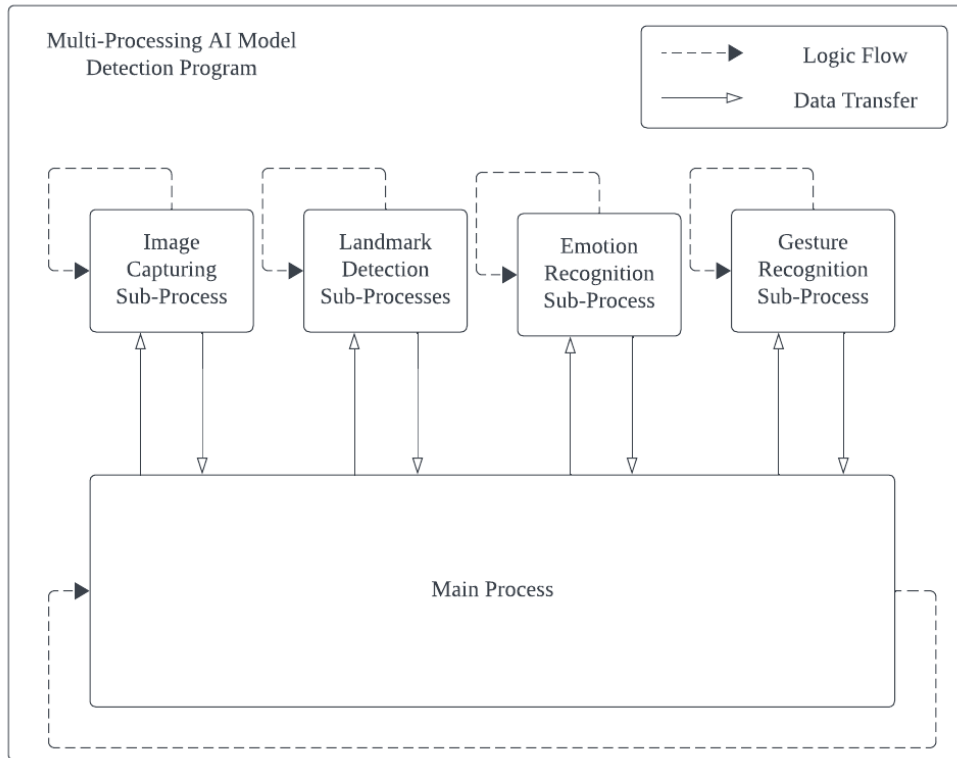 Multi-Processing AI Model
Detection Program
Logic Flow
Data Transfer
Image
Capturing
Sub-Process
Landmark
Detection
Sub-Processes
Emotion
Recognition
Sub-Process
Gesture
Recognition
Sub-Process
Main Process